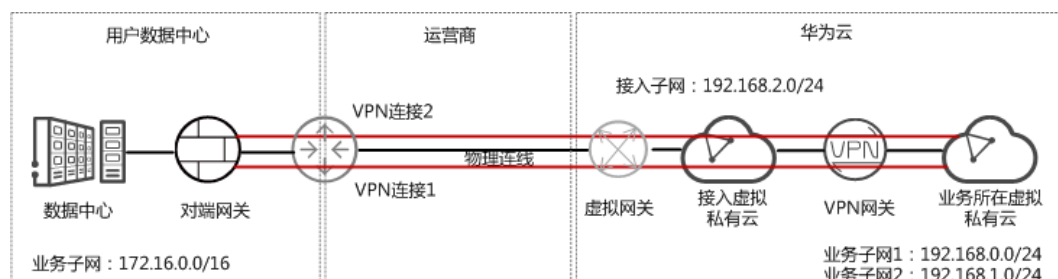 用户数据中心
运营商
华为云
接入子网：192.168.2.0/24
VPN连接2
物理连线
VPN
VPN连接1
数据中心
对端网关
虚拟网关
接入虚拟
私有云
VPN网关
业务所在虚拟
私有云
业务子网：172.16.0.0/16
业务子网1：192.168.0.0/24
业务子网2：192.168.1.0/24